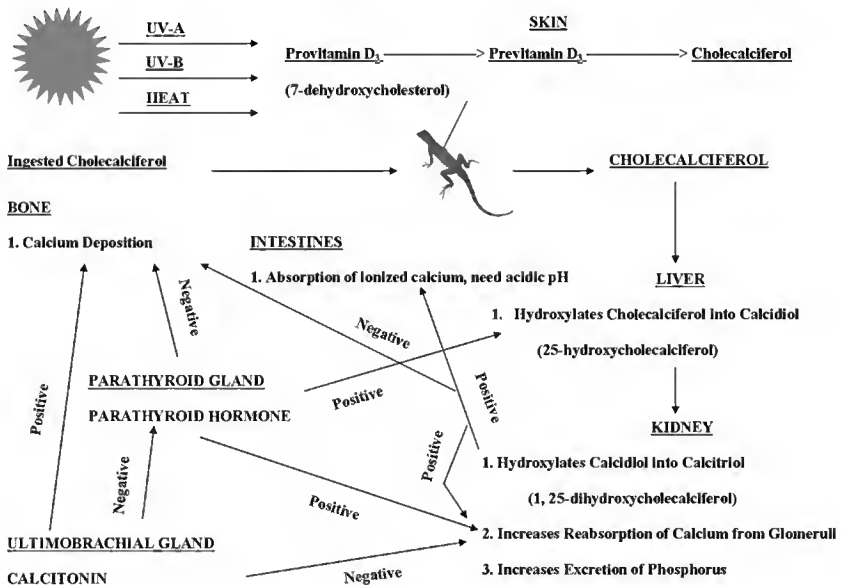 SKIN
UV-A
UV-B
HEAT
Provitamin D3 > Previtamin D3 > Cholecalciferol
(7-dehydroxycholesterol)
Ingested Cholecalciferol
CHOLECALCIFEROL
BONE
1. Calcium Deposition
INTESTINES
1. Absorption of ionized calcium, need acidic pH
LIVER
1. Hydroxylates Cholecalciferol into Calcidiol
(25-hydroxycholecalciferol)
Negative
Negative
PARATHYROID GLAND
PARATHYROID HORMONE
Positive
Positive
Positive
KIDNEY
1. Hydroxylates Calcidiol into Calcitriol
(1, 25-dihydroxycholecalciferol)
Positive
Negative
Positive
2. Increases Reabsorption of Calcium from Glomeruli
3. Increases Excretion of Phosphorus
ULTIMOBRACHIAL GLAND
CALCITONIN
Negative